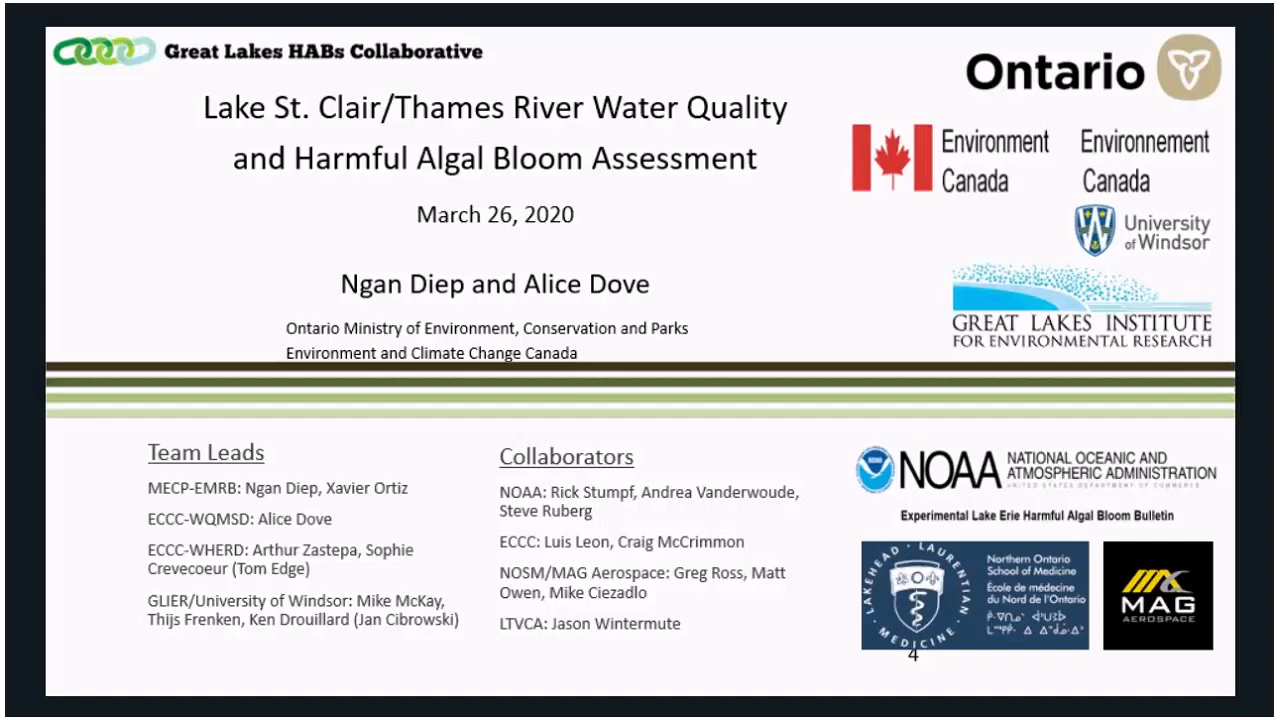 Great Lakes HABs Collaborative
Lake St. Clair/Thames River Water Quality
and Harmful Algal Bloom Assessment
March 26, 2020
Ngan Diep and Alice Dove
Ontario Ministry of Environment, Conservation and Parks
Environment and Climate Change Canada
Ontario
Environment Environnement
Canada Canada
University
of Windsor
GREAT LAKES INSTITUTE
FOR ENVIRONMENTAL RESEARCH
Team Leads
MECP-EMRB: Ngan Diep, Xavier Ortiz
ECCC-WQMSD: Alice Dove
ECCC-WHERD: Arthur Zastepa, Sophie
Crevecoeur (Tom Edge)
GLIER/University of Windsor: Mike McKay,
Thijs Frenken, Ken Drouillard (Jan Cibrowski)
Collaborators
NOAA: Rick Stumpf, Andrea Vanderwoude,
Steve Ruberg
ECCC: Luis Leon, Craig McCrimmon
NOSM/MAG Aerospace: Greg Ross, Matt
Owen, Mike Ciezadlo
LTVCA: Jason Wintermute
NOAA NATIONAL OCEANIC AND
ATMOSPHERIC ADMINISTRATION
UNITED STATES DEPARTMENT OF COMMERCE
Experimental Lake Erie Harmful Algal Bloom Bulletin
LAKEHEAD · LAURENTIAN
MEDICINE
Northern Ontario
School of Medicine
École de médecine
du Nord de l'Ontario
MAG
AEROSPACE
4